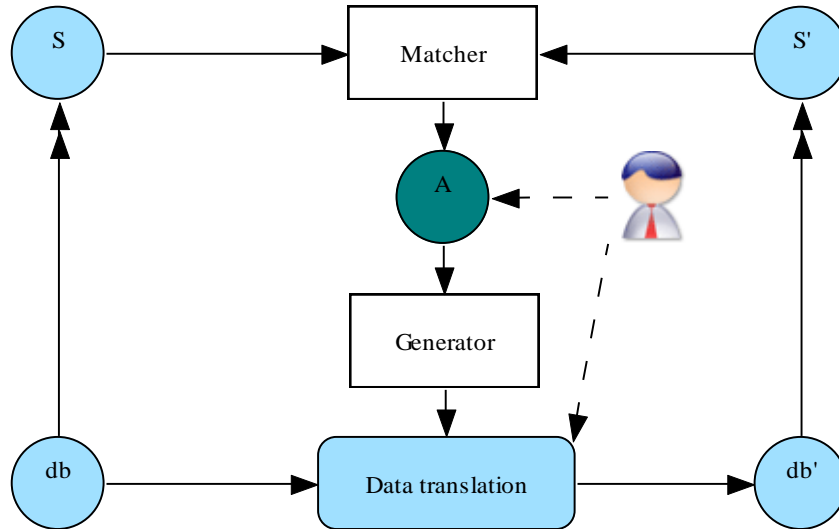 S
Matcher
S'
A
Generator
db
Data translation
db'